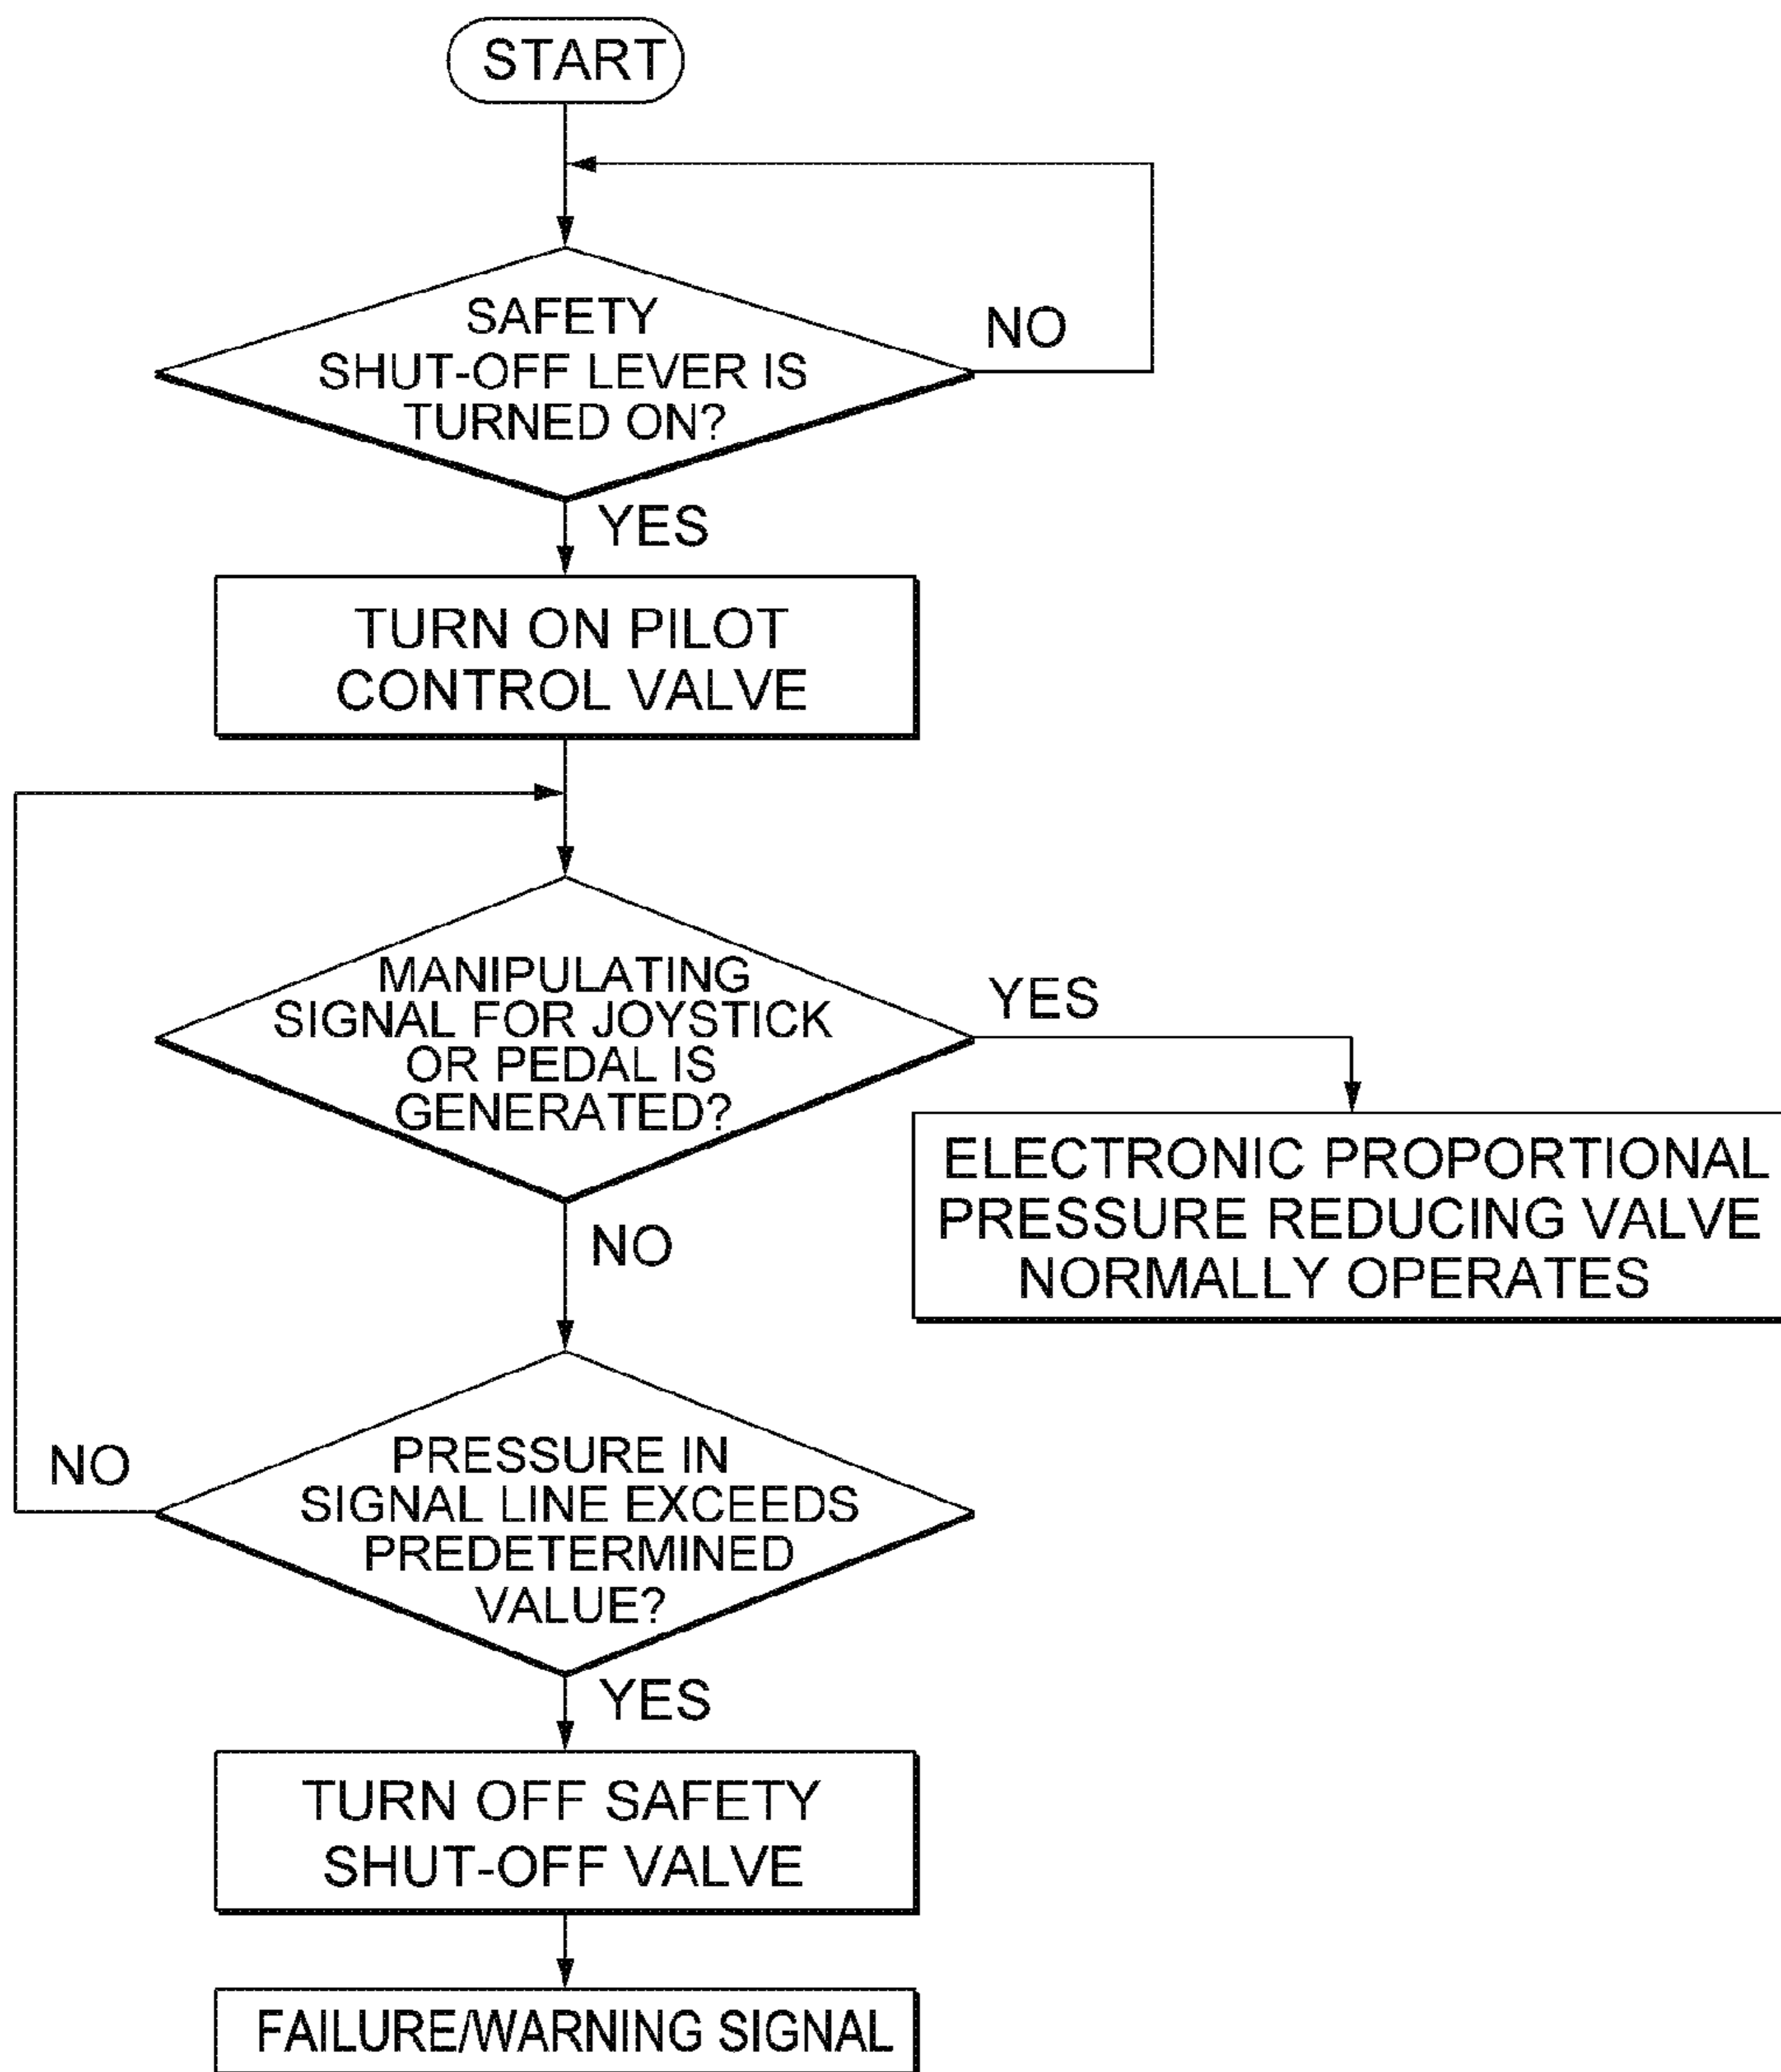 START
SAFETY
SHUT-OFF LEVER IS
TURNED ON?
NO
YES
TURN ON PILOT
CONTROL VALVE
MANIPULATING
SIGNAL FOR JOYSTICK
OR PEDAL IS
GENERATED?
YES
ELECTRONIC PROPORTIONAL
PRESSURE REDUCING VALVE
NORMALLY OPERATES
NO
PRESSURE IN
SIGNAL LINE EXCEEDS
PREDETERMINED
VALUE?
NO
YES
TURN OFF SAFETY
SHUT-OFF VALVE
FAILURE/WARNING SIGNAL